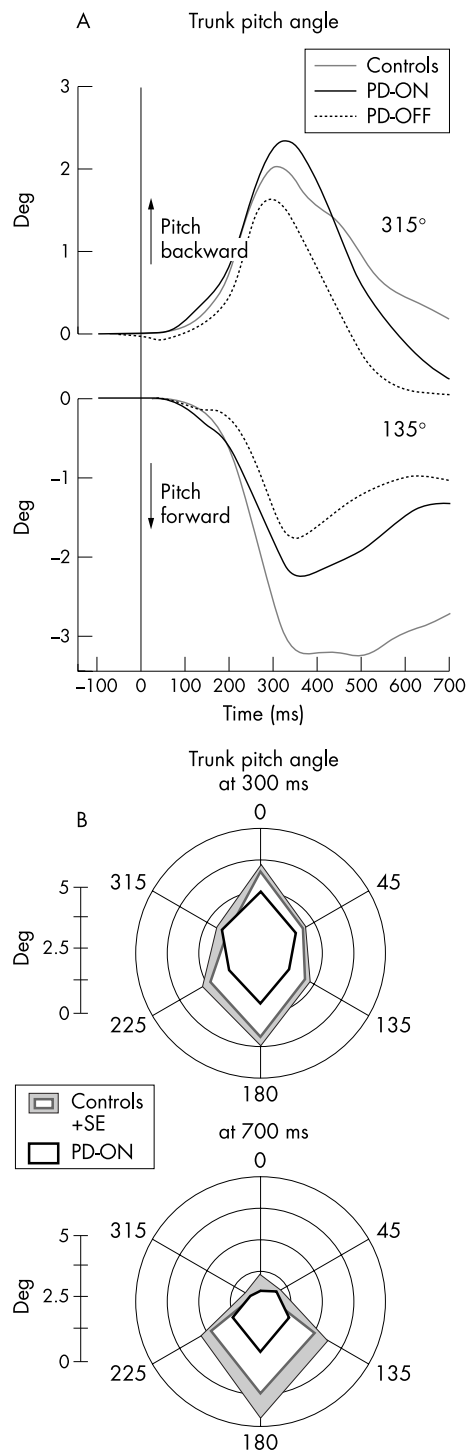 A
Trunk pitch angle
Controls
PD-ON
PD-OFF
3
2
1
0
Deg
Pitch
backward
315°
0
–1
–2
–3
Deg
135°
Pitch
forward
–100 0 100 200 300 400 500 600 700
Time (ms)
Trunk pitch angle
at 300 ms
B
0
315
45
5
2.5
0
Deg
225
135
180
Controls
+SE
PD-ON
at 700 ms
0
315
45
5
2.5
0
Deg
225
135
180